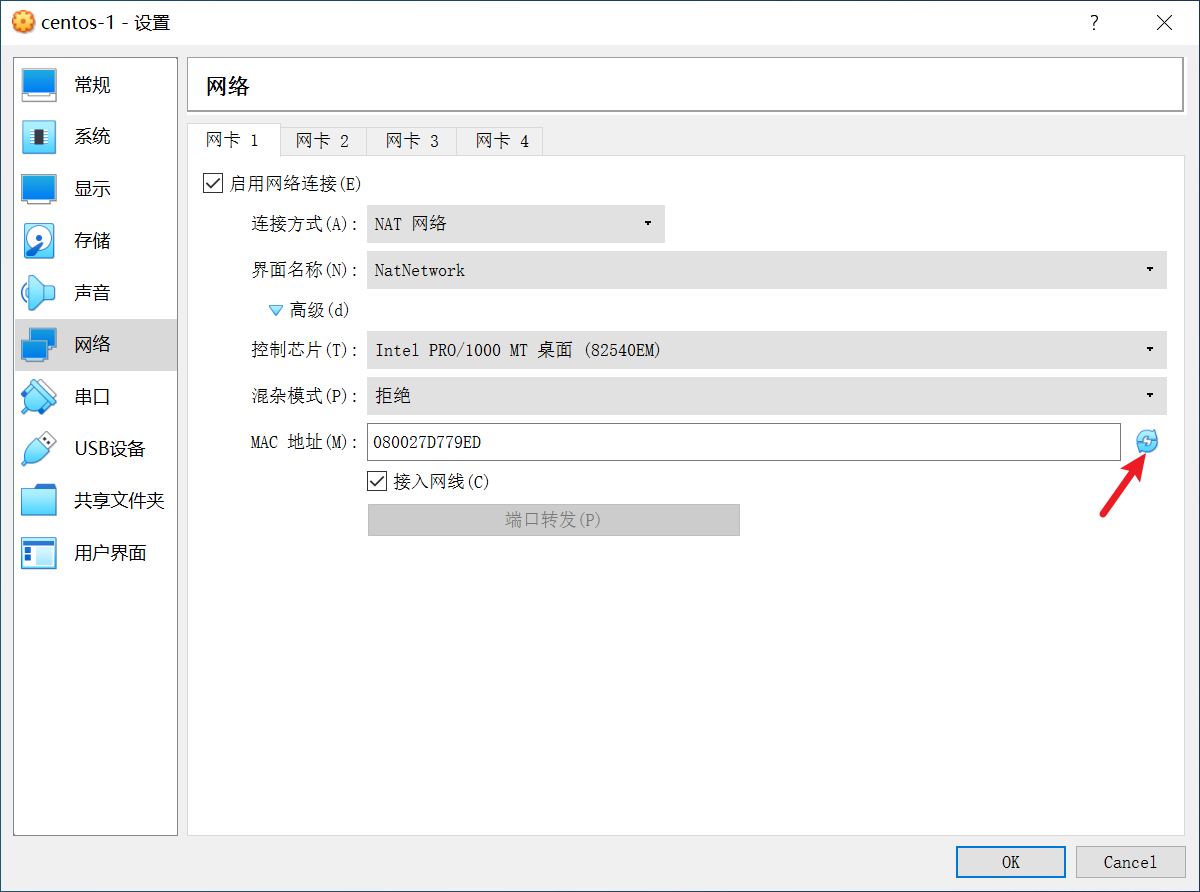 centos-1 - 设置
?
常规
系统
显示
存储
声音
网络
串口
USB设备
共享文件夹
用户界面
网络
网卡 1 网卡 2 网卡 3 网卡 4
启用网络连接(E)
连接方式(A): NAT 网络
界面名称(N): NatNetwork
高级(d)
控制芯片(T): Intel PRO/1000 MT 桌面 (82540EM)
混杂模式(P): 拒绝
MAC 地址(M): 080027D779ED
接入网线(C)
端口转发(P)
OK Cancel